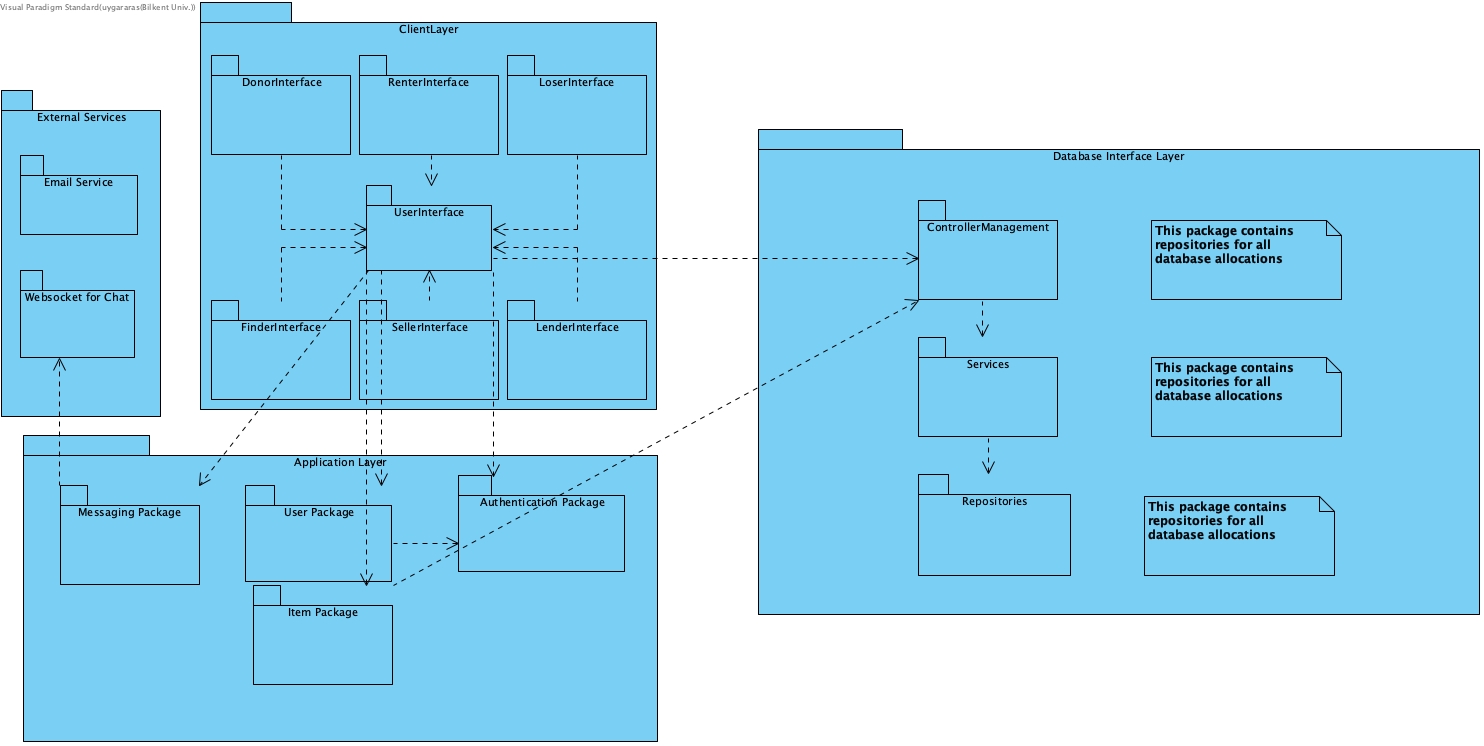 Visual Paradigm Standard(uygararas(Bilkent Univ.))
ClientLayer
DonorInterface
RenterInterface
LoserInterface
UserInterface
FinderInterface
SellerInterface
LenderInterface
External Services
Email Service
Websocket for Chat
Application Layer
Messaging Package
User Package
Authentication Package
Item Package
Database Interface Layer
ControllerManagement
This package contains
repositories for all
database allocations
Services
This package contains
repositories for all
database allocations
Repositories
This package contains
repositories for all
database allocations